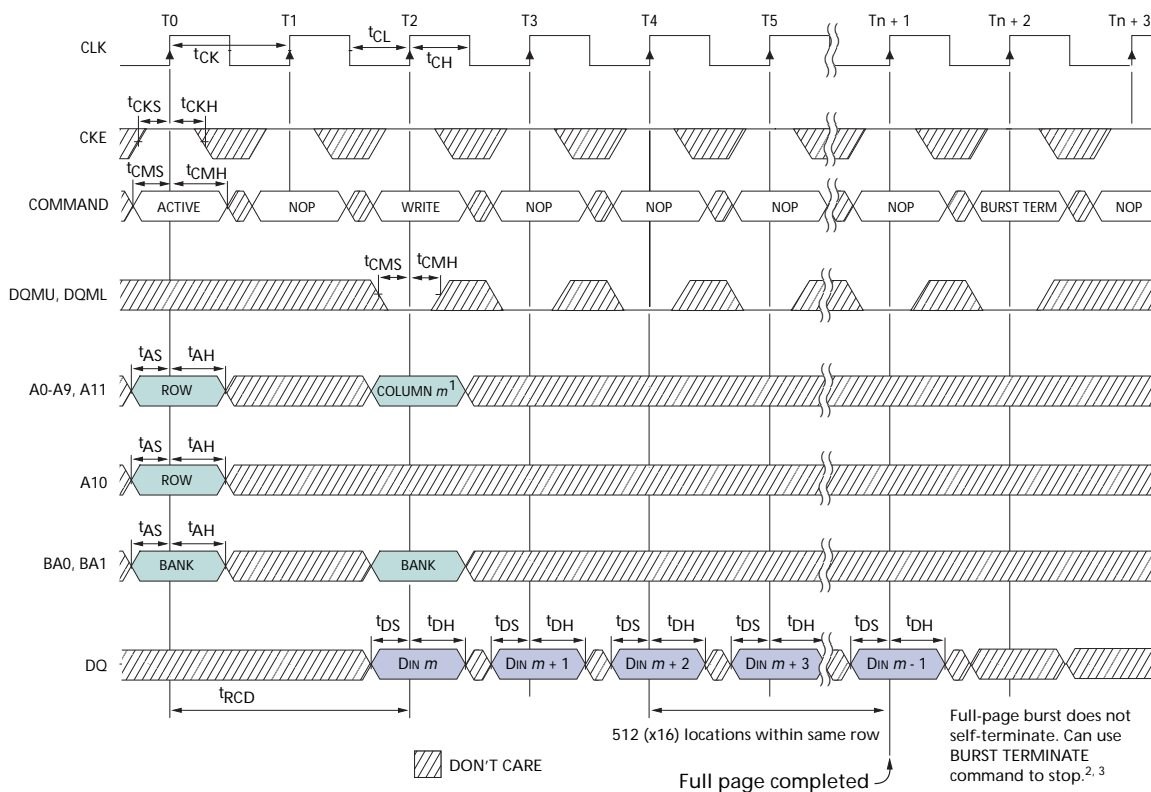 T0 T1 T2 T3 T4 T5 Tn + 1 Tn + 2 Tn + 3
CLK
tCK
tCL
tCH
tCKS tCKH
CKE
tCMS tCMH
COMMAND ACTIVE NOP WRITE NOP NOP NOP NOP BURST TERM NOP
tCMS tCMH
DQMU, DQML
tAS tAH
A0-A9, A11 ROW COLUMN m1
tAS tAH
A10 ROW
tAS tAH
BA0, BA1 BANK BANK
tDS tDH tDS tDH tDS tDH tDS tDH tDS tDH
DQ DIN m DIN m + 1 DIN m + 2 DIN m + 3 DIN m - 1
tRCD
512 (x16) locations within same row
Full-page burst does not
self-terminate. Can use
BURST TERMINATE
command to stop.2, 3
DON'T CARE
Full page completed